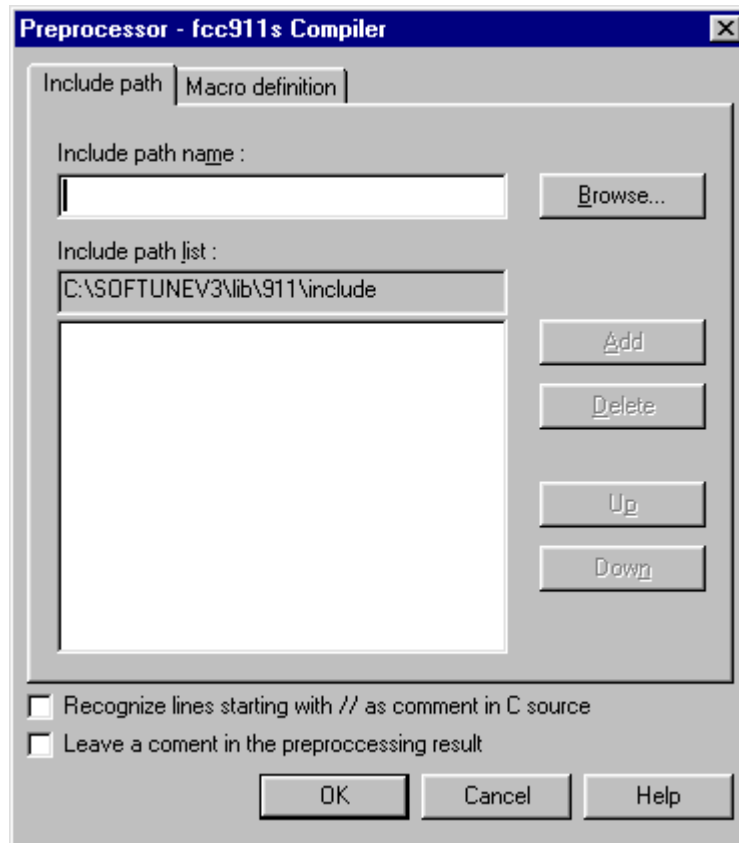 Preprocessor - fcc911s Compiler
Include path
Macro definition
Include path name :
Browse...
Include path list :
C:\SOFTUNEV3\lib\911\include
Add
Delete
Up
Down
Recognize lines starting with // as comment in C source
Leave a coment in the preproccessing result
OK
Cancel
Help